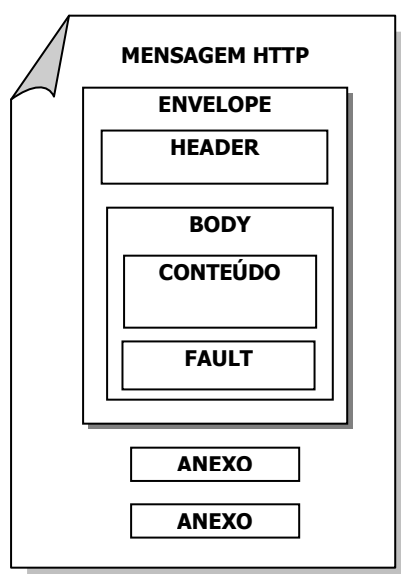 MENSAGEM HTTP
ENVELOPE
HEADER
BODY
CONTEÚDO
FAULT
ANEXO
ANEXO